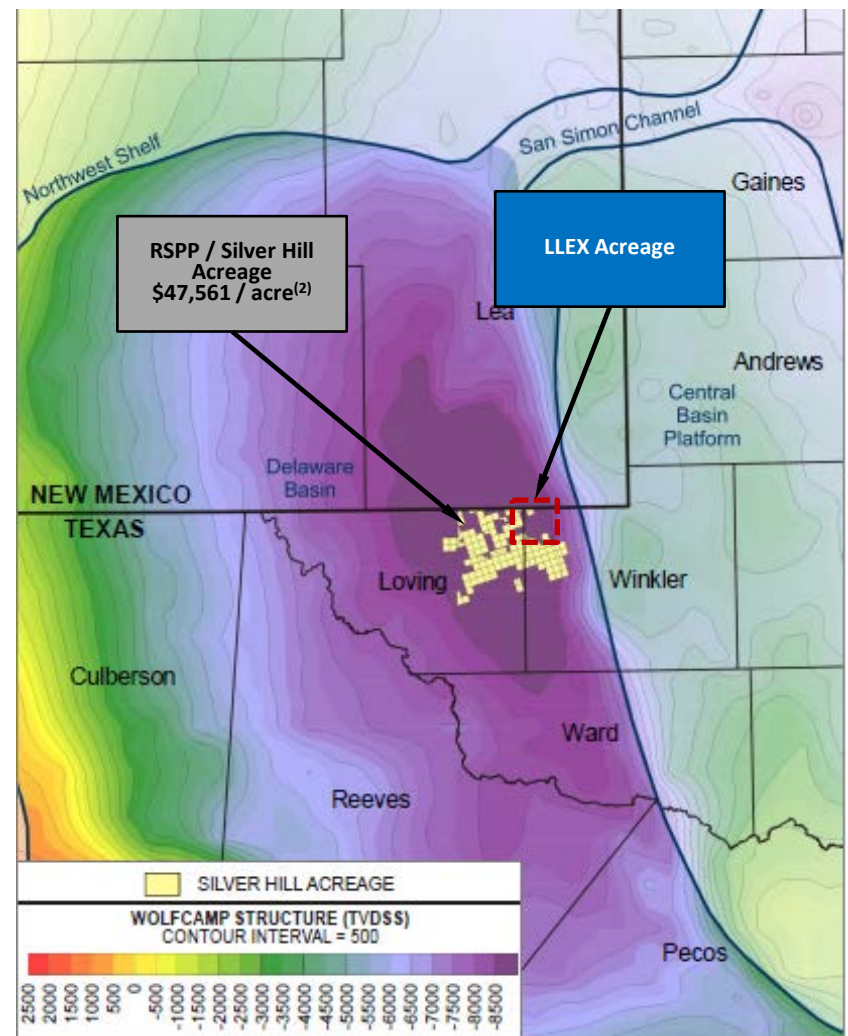 Northwest Shelf
San Simon Channel
Gaines
RSPP / Silver Hill
Acreage
$47,561 / acre(2)
LLEX Acreage
Lea
Andrews
Central
Basin
Platform
Delaware
Basin
NEW MEXICO
TEXAS
Loving
Winkler
Culberson
Ward
Reeves
Pecos
SILVER HILL ACREAGE
WOLFCAMP STRUCTURE (TVDSS)
CONTOUR INTERVAL = 500
2500
2000
1500
1000
500
0
-500
-1000
-1500
-2000
-2500
-3000
-3500
-4000
-4500
-5000
-5500
-6000
-6500
-7000
-7500
-8000
-8500